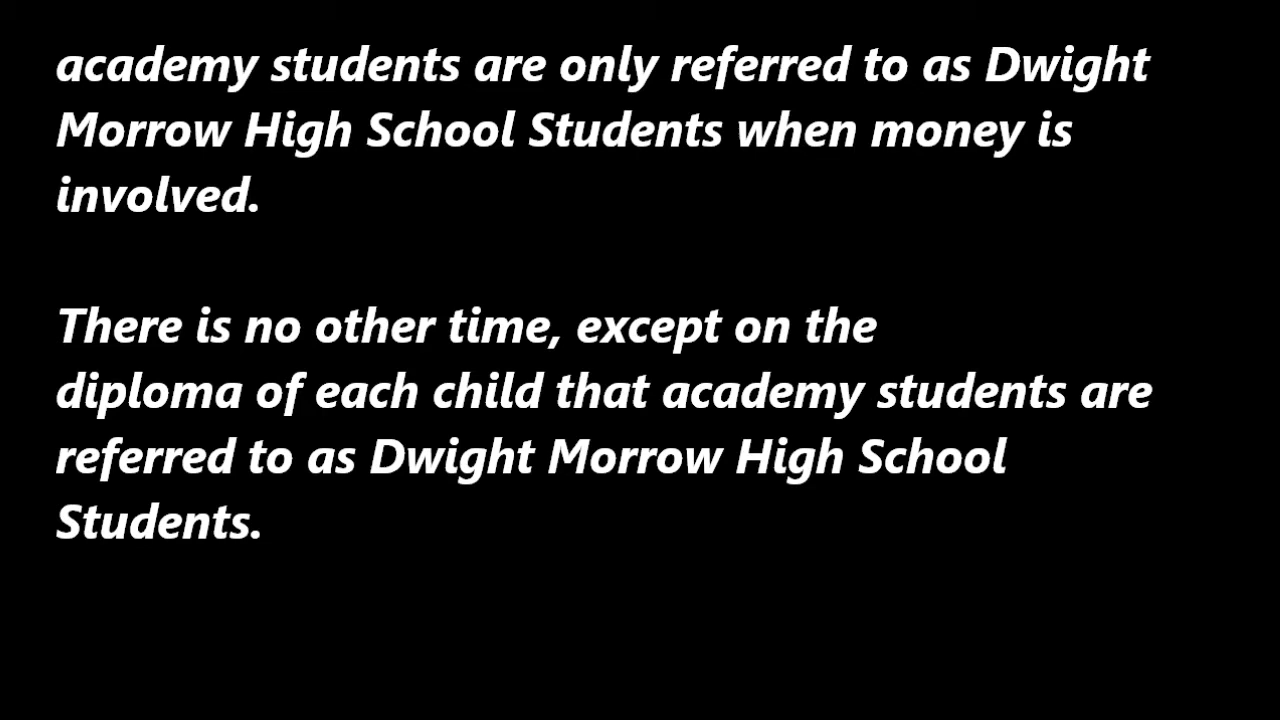 academy students are only referred to as Dwight
Morrow High School Students when money is
involved.
There is no other time, except on the
diploma of each child that academy students are
referred to as Dwight Morrow High School
Students.